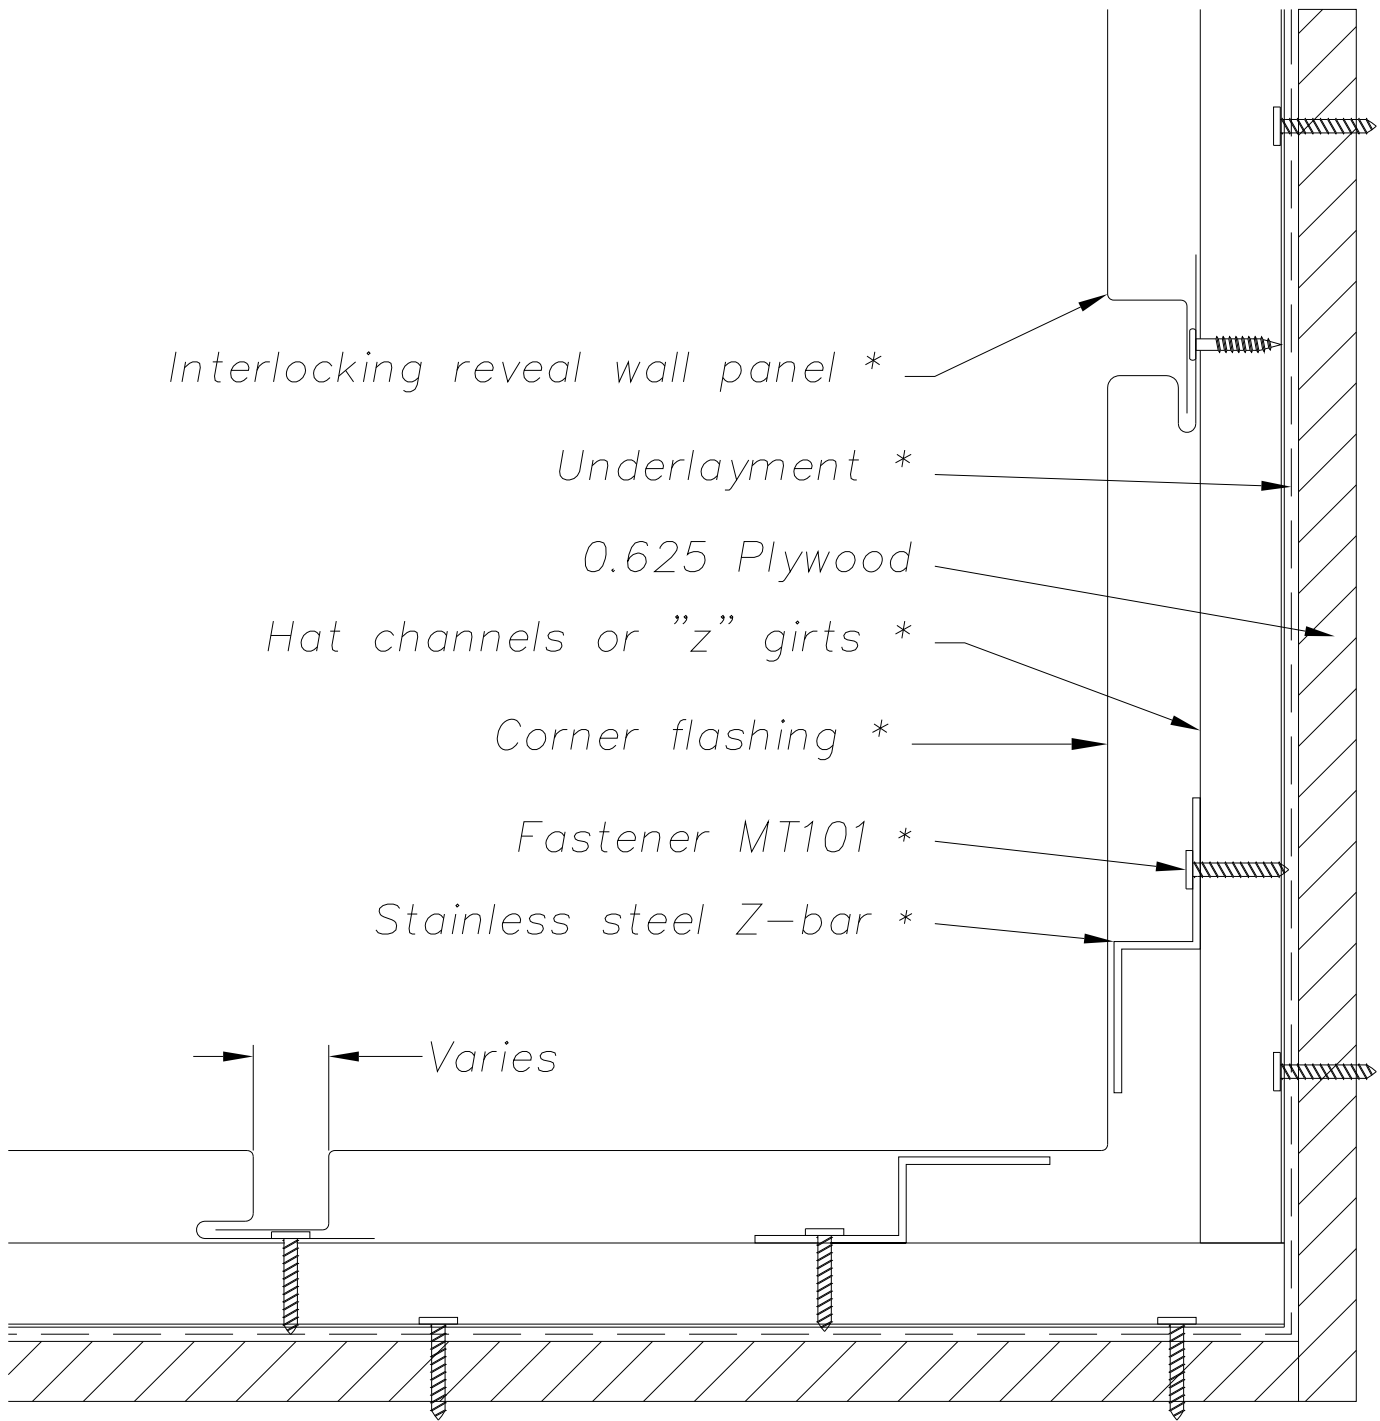 Interlocking reveal wall panel *
Underlayment *
0.625 Plywood
Hat channels or ”z” girts *
Corner flashing *
Fastener MT101 *
Stainless steel Z-bar *
Varies